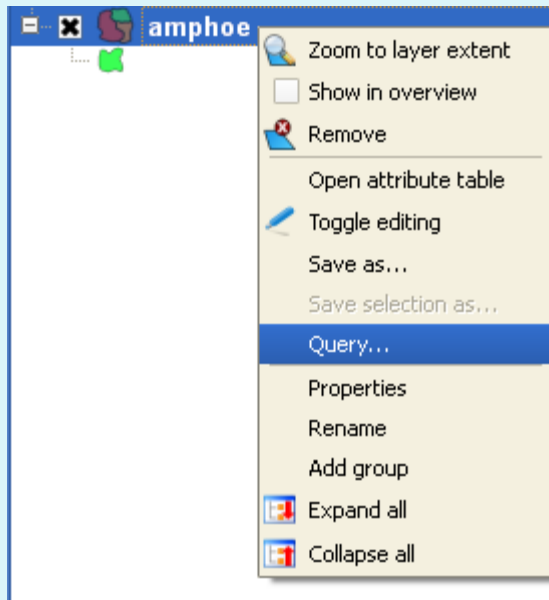 amphoe
Zoom to layer extent
Show in overview
Remove
Open attribute table
Toggle editing
Save as...
Save selection as...
Query...
Properties
Rename
Add group
Expand all
Collapse all